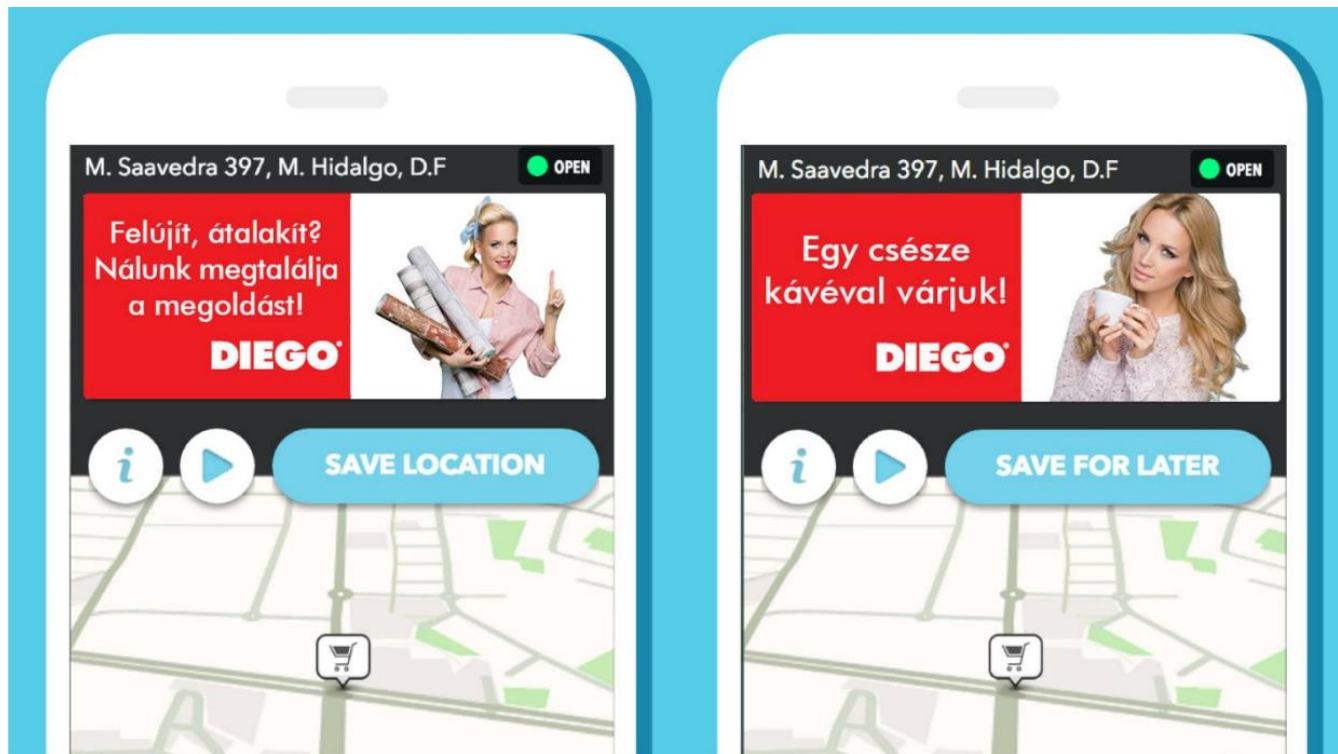 M. Saavedra 397, M. Hidalgo, D.F
OPEN
Felújít, átalakít?
Nálunk megtalálja
a megoldást!
DIEGO®
i
SAVE LOCATION
M. Saavedra 397, M. Hidalgo, D.F
OPEN
Egy csésze
kávéval várjuk!
DIEGO®
i
SAVE FOR LATER